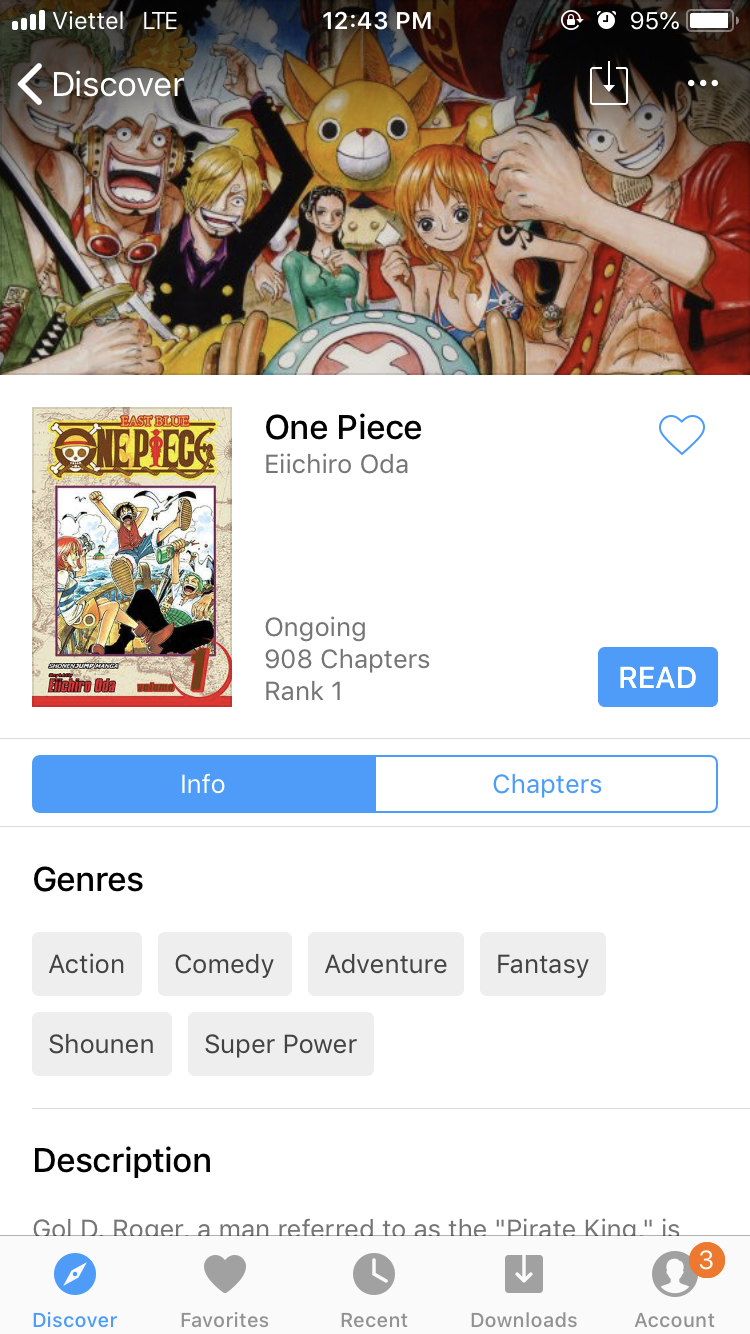 Viettel LTE 12:43 PM 95%
Discover
One Piece
Eiichiro Oda
EAST BLUE
ONE PIECE
SHONEN JUMP MANGA
Eiichiro Oda
volume 1
Ongoing
908 Chapters
Rank 1
READ
Info Chapters
Genres
Action Comedy Adventure Fantasy
Shounen Super Power
Description
Gol D. Roger, a man referred to as the "Pirate King," is
3
Discover Favorites Recent Downloads Account